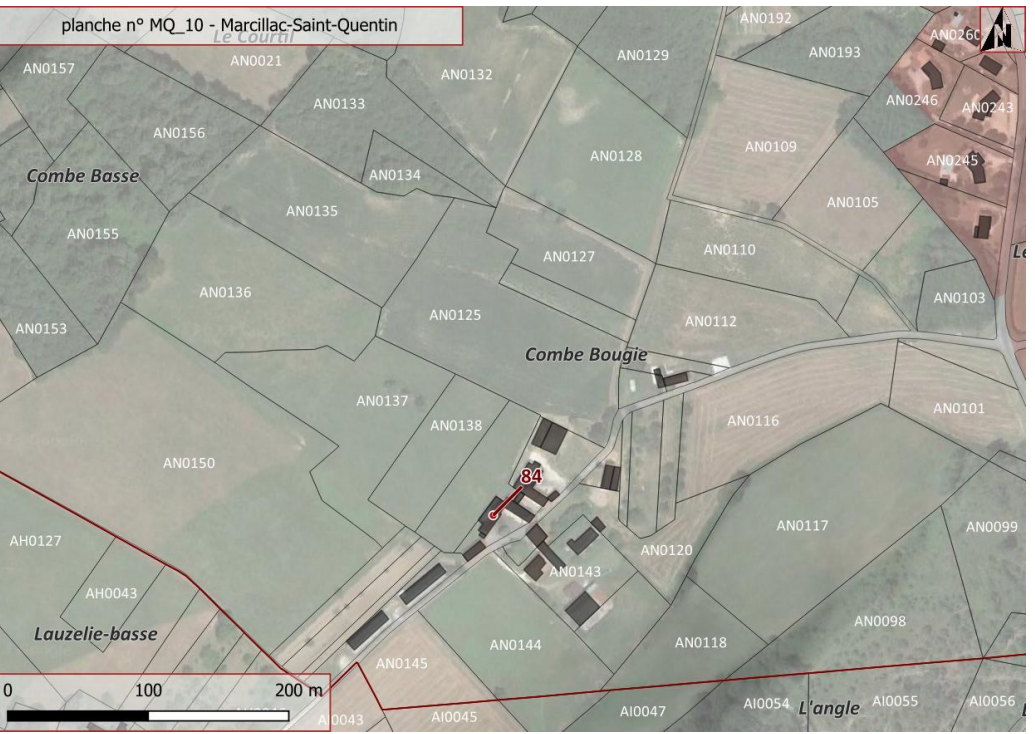 planche n° MQ_10 - Marcillac-Saint-Quentin
Le Courtil
N
AN0192
AN0157
AN0021
AN0132
AN0129
AN0193
AN0133
AN0246
AN0243
AN0156
AN0109
AN0128
AN0245
Combe Basse
AN0134
AN0105
AN0135
AN0155
AN0127
AN0110
AN0136
AN0103
AN0153
AN0125
AN0112
Combe Bougie
AN0137
AN0138
AN0116
AN0101
AN0150
84
AN0117
AN0099
AH0127
AN0120
AN0143
AH0043
AN0098
Lauzelie-basse
AN0144
AN0118
AN0145
0 100 200 m
AI0043
AI0045
AI0047
AI0054
L'angle
AI0055
AI0056